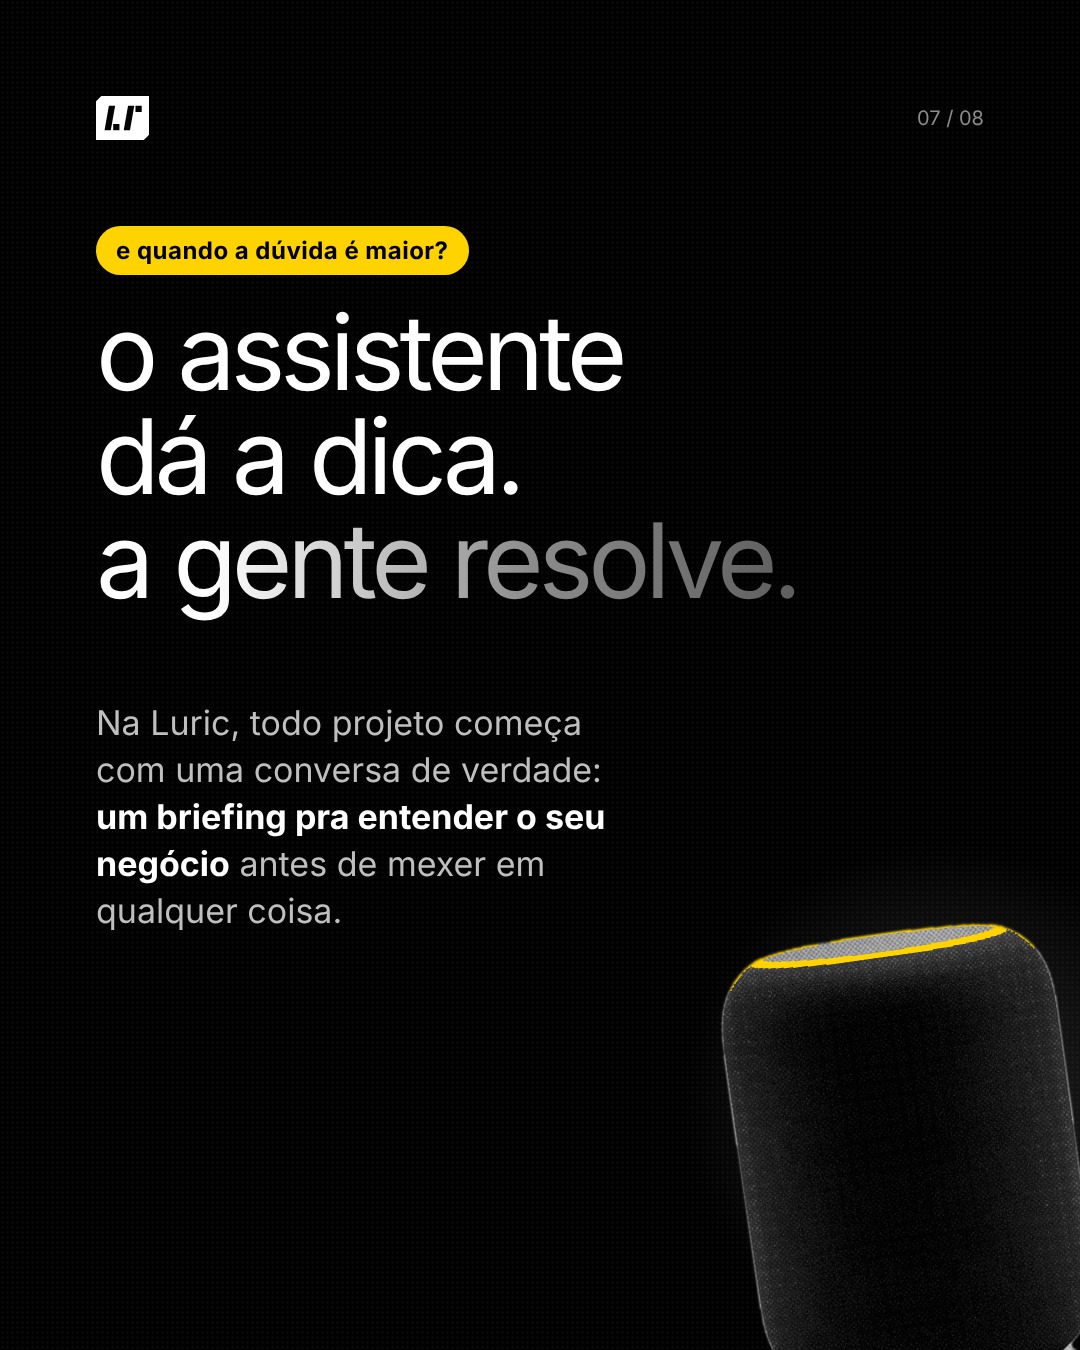 07 / 08
e quando a dúvida é maior?
o assistente
dá a dica.
a gente resolve.
Na Luric, todo projeto começa
com uma conversa de verdade:
um briefing pra entender o seu
negócio antes de mexer em
qualquer coisa.